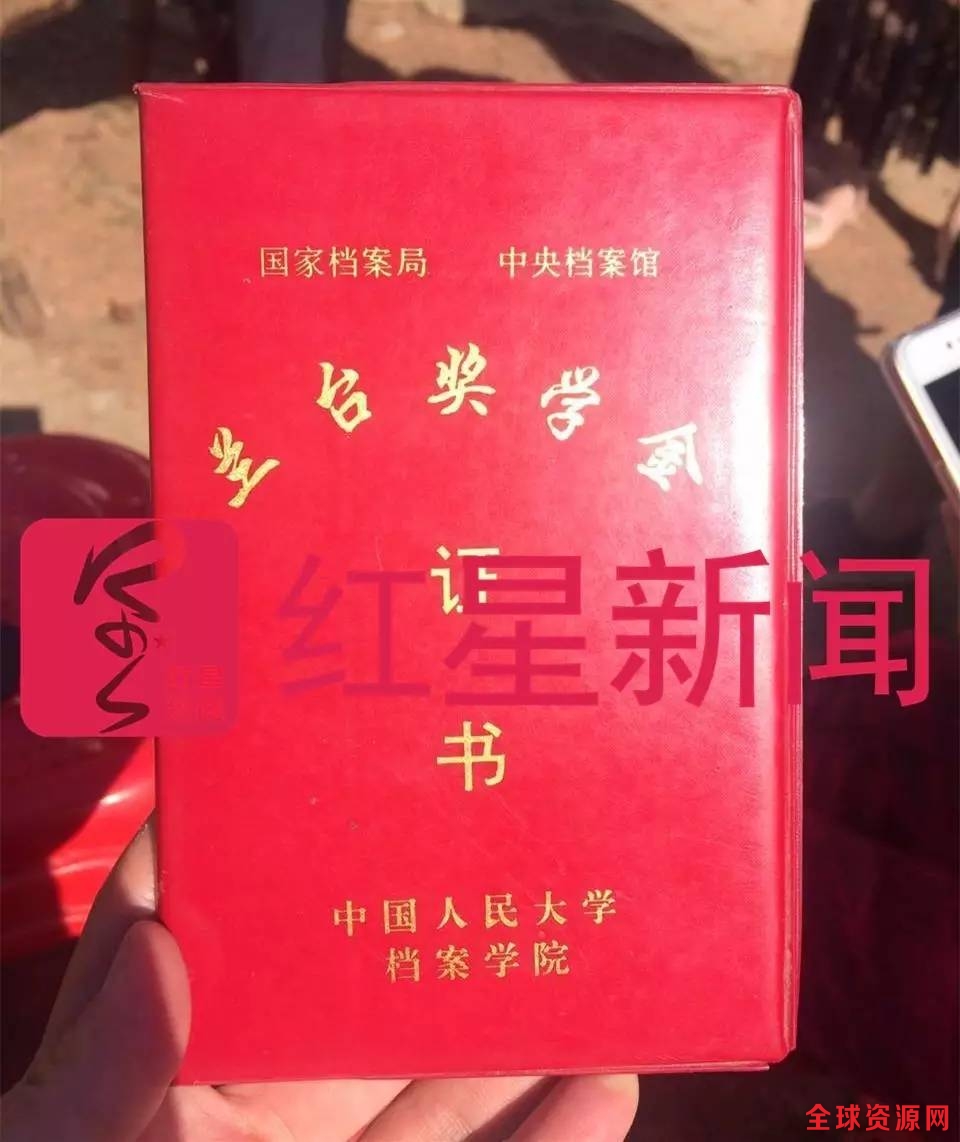 国家档案局 中央档案馆
兰台奖学金
证
红星新闻
书
中国人民大学
档案学院
全球资源网